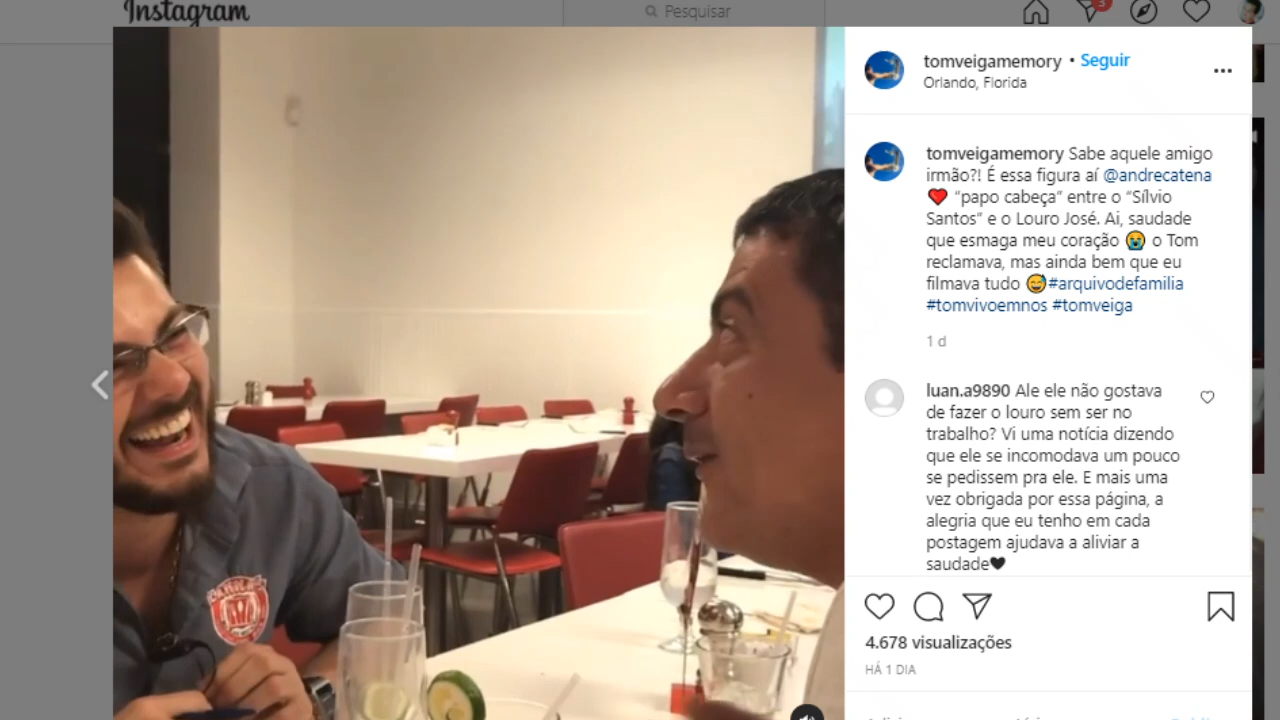 Instagram
Pesquisar
3
tomveigamemory • Seguir
Orlando, Florida
tomveigamemory Sabe aquele amigo
irmão?! É essa figura aí @andrecatena
❤️ "papo cabeça" entre o "Sílvio
Santos" e o Louro José. Ai, saudade
que esmaga meu coração 😭 o Tom
reclamava, mas ainda bem que eu
filmava tudo 😅#arquivodefamilia
#tomvivoemnos #tomveiga
1 d
luan.a9890 Ale ele não gostava
de fazer o louro sem ser no
trabalho? Vi uma notícia dizendo
que ele se incomodava um pouco
se pedissem pra ele. E mais uma
vez obrigada por essa página, a
alegria que eu tenho em cada
postagem ajudava a aliviar a
saudade🖤
4.678 visualizações
HÁ 1 DIA